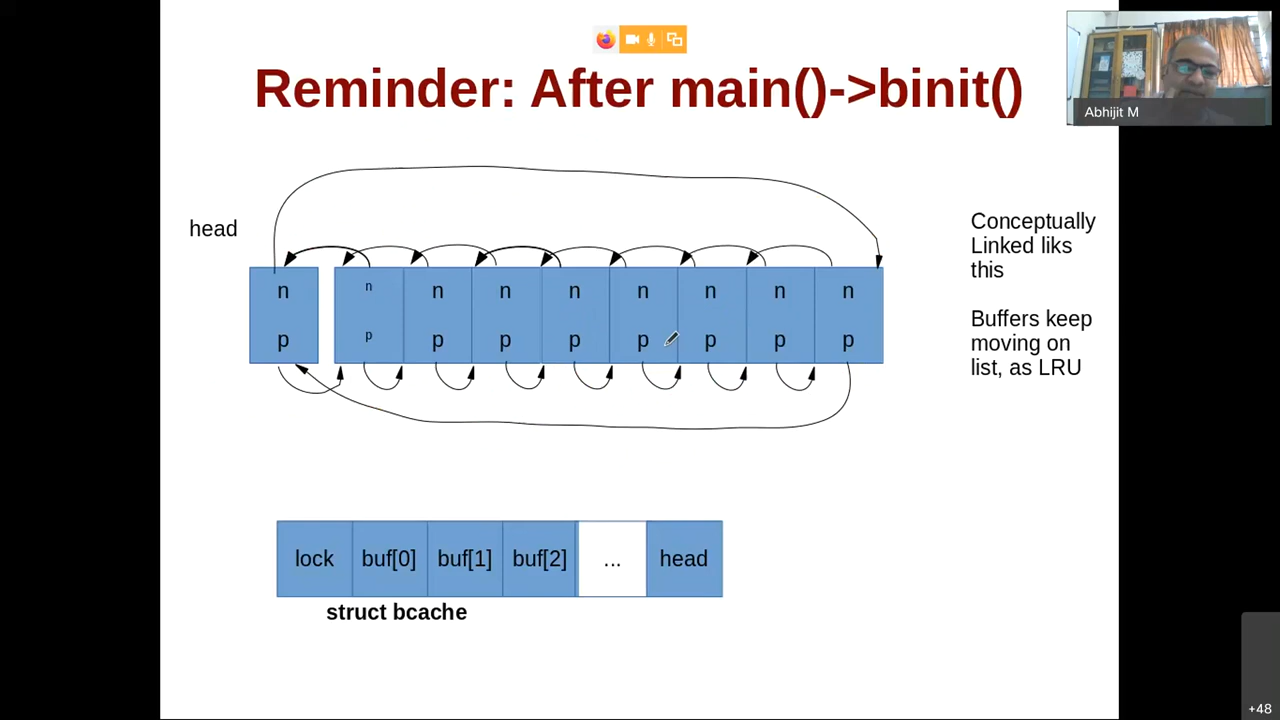 Reminder: After main()->binit()
Abhijit M
head
Conceptually
Linked liks
this
Buffers keep
moving on
list, as LRU
n n n n n n n n n
p p p p p p p p p
lock buf[0] buf[1] buf[2] ... head
struct bcache
+48